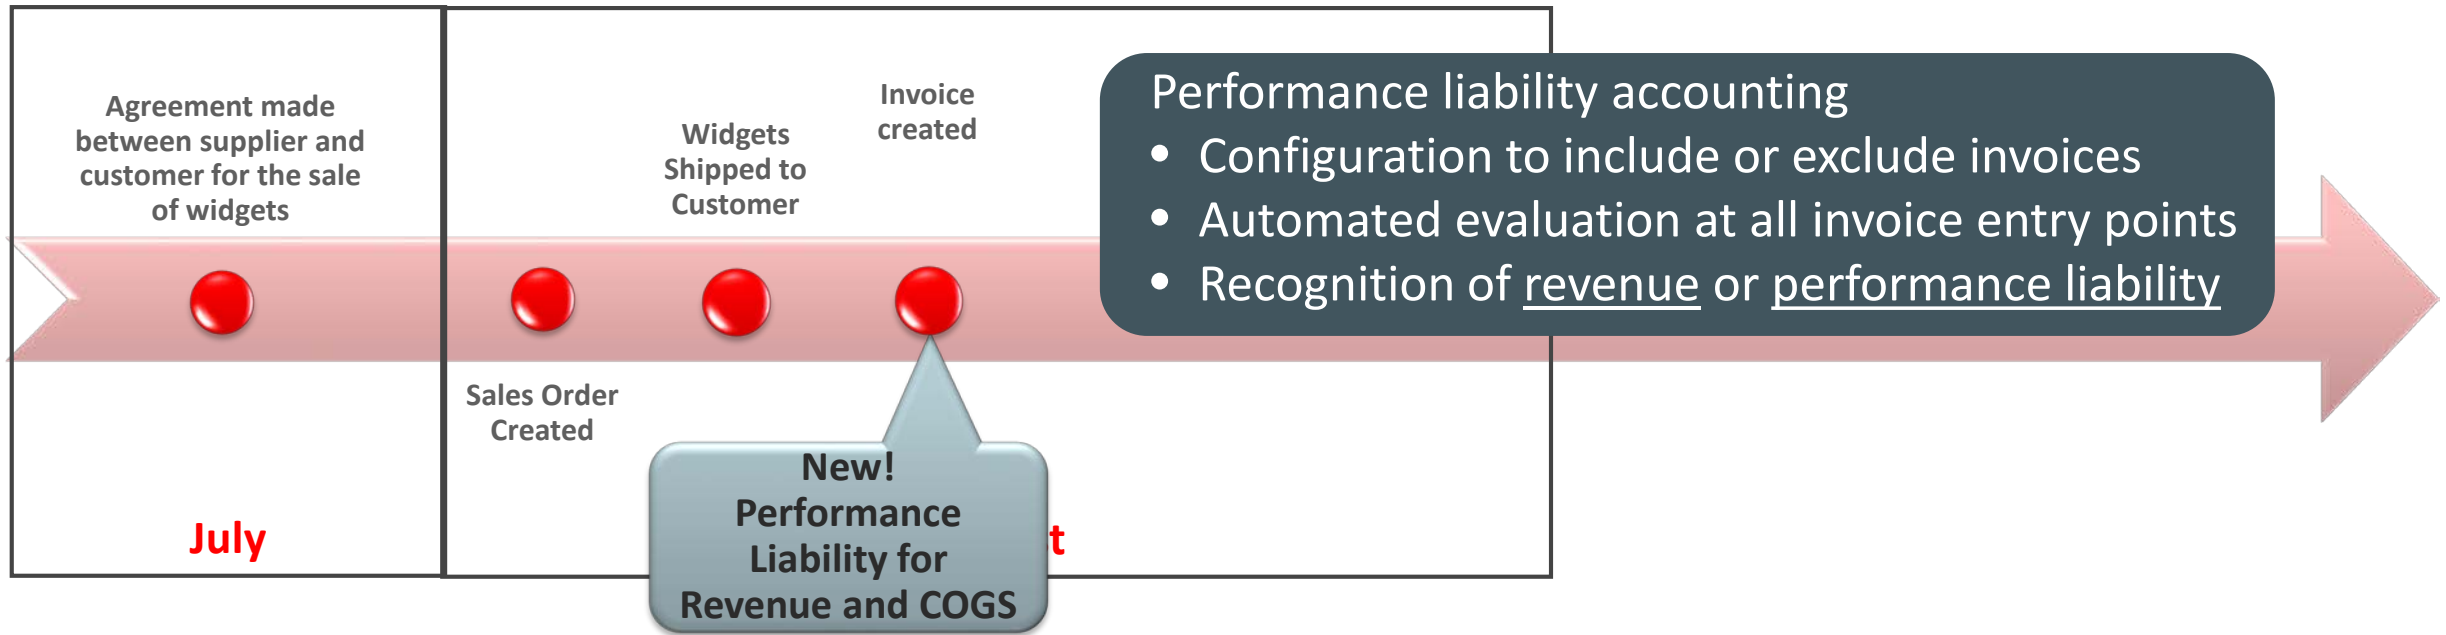 Agreement made
between supplier and
customer for the sale
of widgets
Widgets
Shipped to
Customer
Invoice
created
Performance liability accounting
• Configuration to include or exclude invoices
• Automated evaluation at all invoice entry points
• Recognition of revenue or performance liability
Sales Order
Created
New!
Performance
Liability for
Revenue and COGS
July